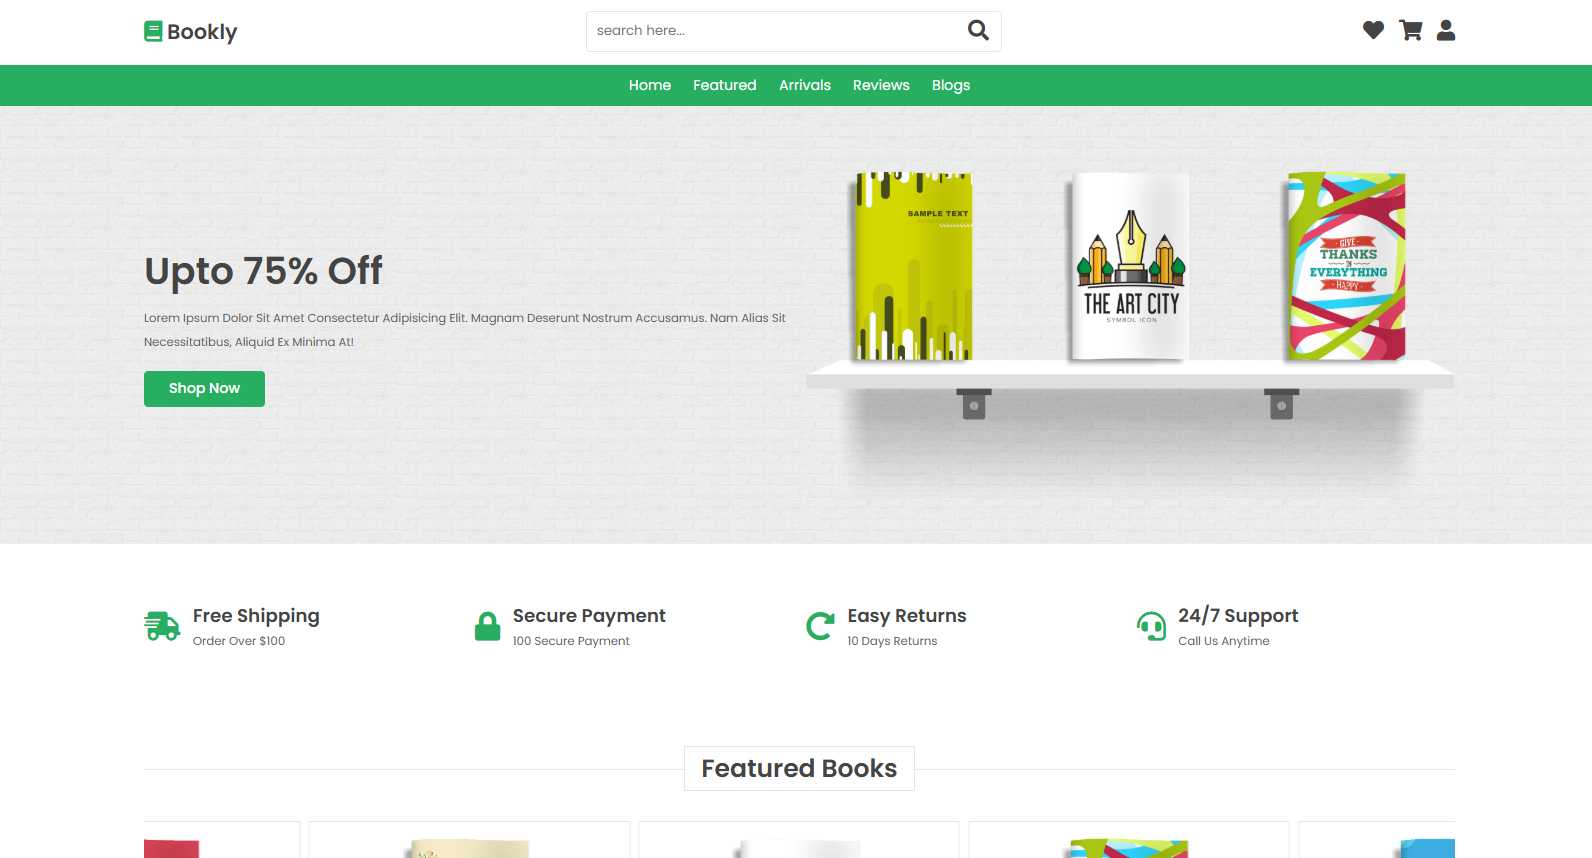 Bookly
search here...
Home Featured Arrivals Reviews Blogs
SAMPLE TEXT
THE ART CITY
SYMBOL ICON
GIVE
THANKS
IN
EVERYTHING
HAPPY
Upto 75% Off
Lorem Ipsum Dolor Sit Amet Consectetur Adipisicing Elit. Magnam Deserunt Nostrum Accusamus. Nam Alias Sit
Necessitatibus, Aliquid Ex Minima At!
Shop Now
Free Shipping
Order Over $100
Secure Payment
100 Secure Payment
Easy Returns
10 Days Returns
24/7 Support
Call Us Anytime
Featured Books